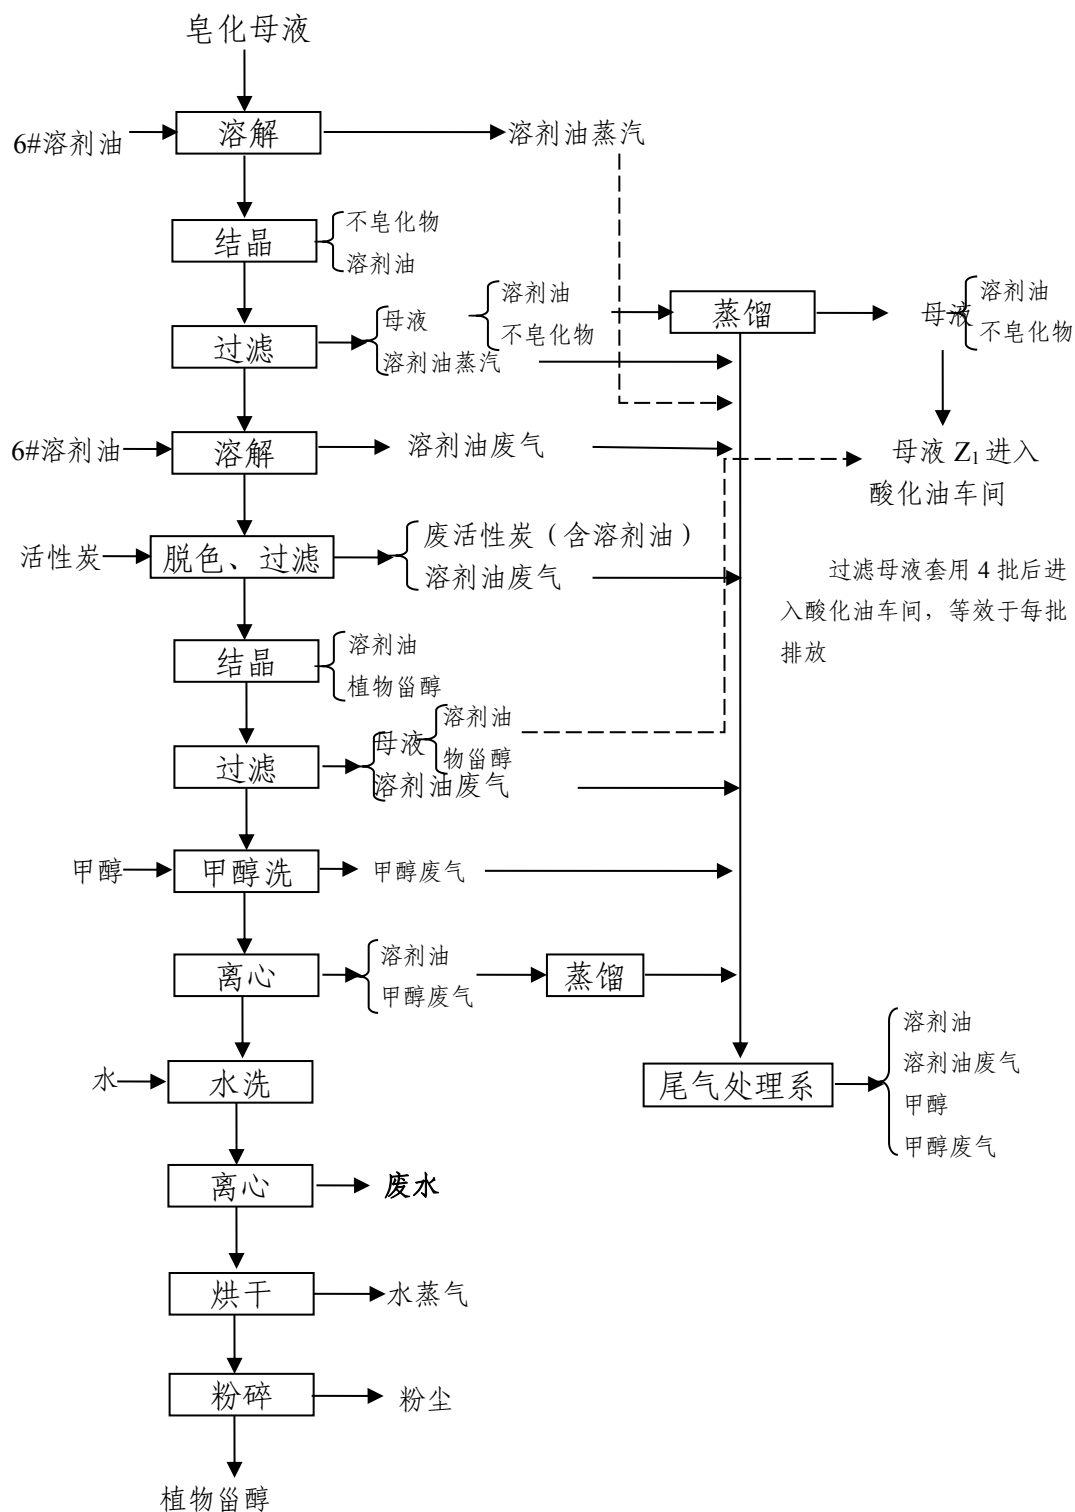 皂化母液
6#溶剂油
溶解
溶剂油蒸汽
结晶
不皂化物
溶剂油
过滤
母液
溶剂油蒸汽
溶剂油
不皂化物
蒸馏
母液
溶剂油
不皂化物
6#溶剂油
溶解
溶剂油废气
母液 Z1 进入
酸化油车间
活性炭
脱色、过滤
废活性炭（含溶剂油）
溶剂油废气
过滤母液套用 4 批后进
入酸化油车间，等效于每批
排放
结晶
溶剂油
植物甾醇
过滤
母液
溶剂油
物甾醇
溶剂油废气
甲醇
甲醇洗
甲醇废气
离心
溶剂油
甲醇废气
蒸馏
水
水洗
尾气处理系
溶剂油
溶剂油废气
甲醇
甲醇废气
离心
废水
烘干
水蒸气
粉碎
粉尘
植物甾醇